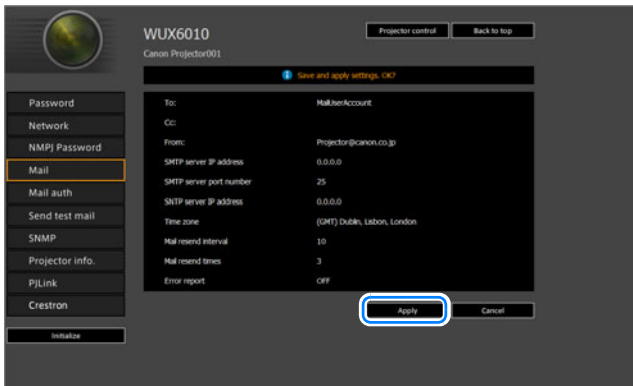 WUX6010
Projector control
Back to top
Canon Projector001
Save and apply settings, OK?
Password
Network
NMPJ Password
Mail
Mail auth
Send test mail
SNMP
Projector info.
PJLink
Crestron
Initialize
To: MailUserAccount
Cc:
From: Projector@canon.co.jp
SMTP server IP address 0.0.0.0
SMTP server port number 25
SNTP server IP address 0.0.0.0
Time zone (GMT) Dublin, Lisbon, London
Mail resend interval 10
Mail resend times 3
Error report OFF
Apply
Cancel